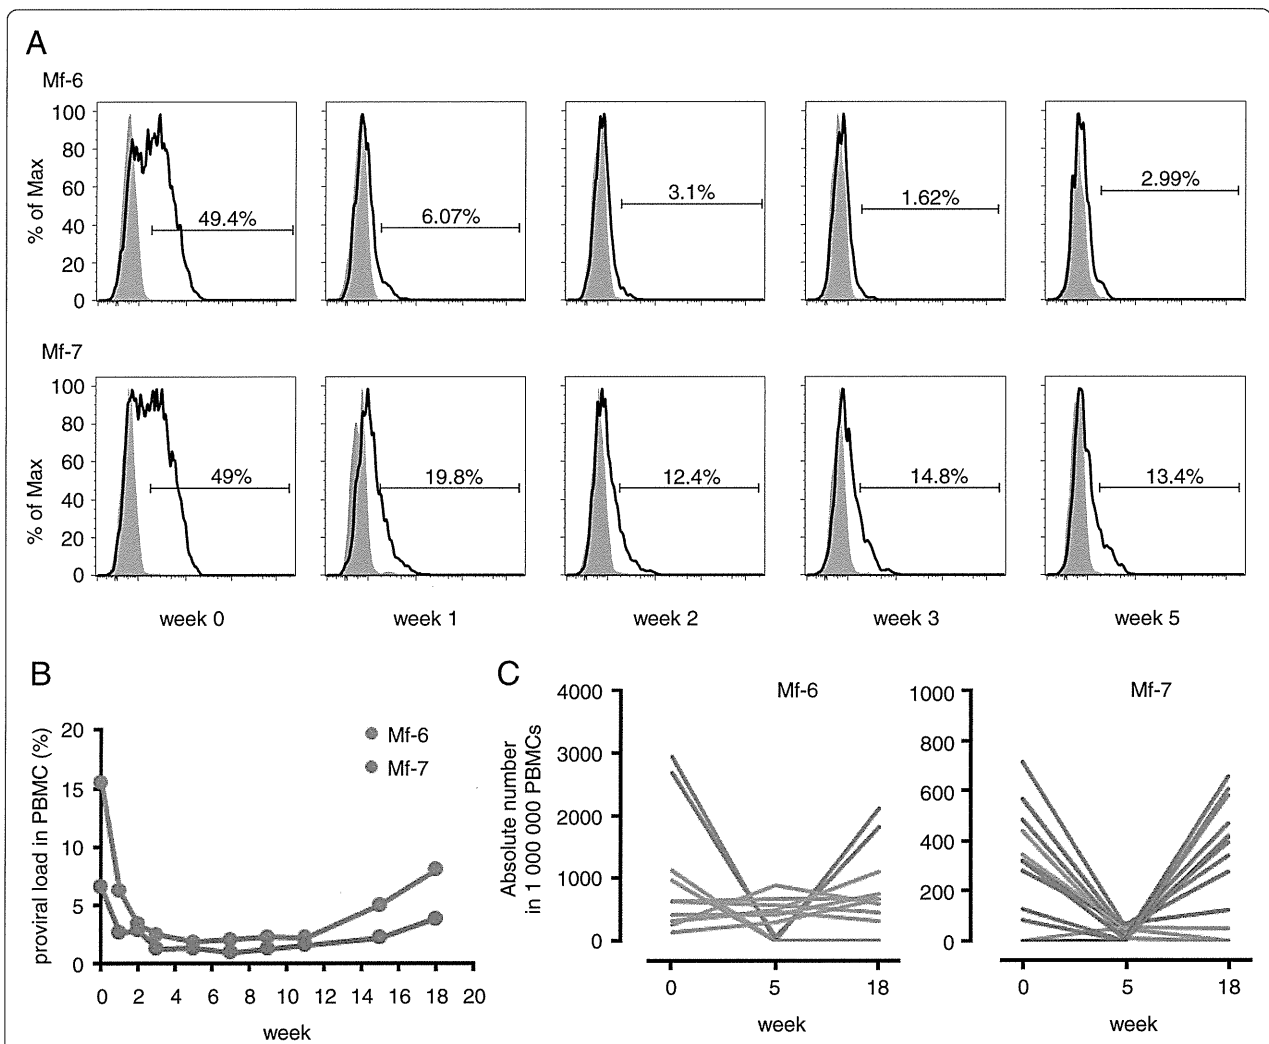 A
Mf-6
% of Max
100
80
60
40
20
0
49.4%
6.07%
3.1%
1.62%
2.99%
Mf-7
% of Max
100
80
60
40
20
0
49%
19.8%
12.4%
14.8%
13.4%
week 0
week 1
week 2
week 3
week 5
B
proviral load in PBMC (%)
20
15
10
5
0
Mf-6
Mf-7
0 2 4 6 8 10 12 14 16 18 20
week
C
Absolute number
in 1 000 000 PBMCs
Mf-6
4000
3000
2000
1000
0
0 5 18
week
Mf-7
1000
800
600
400
200
0
0 5 18
week